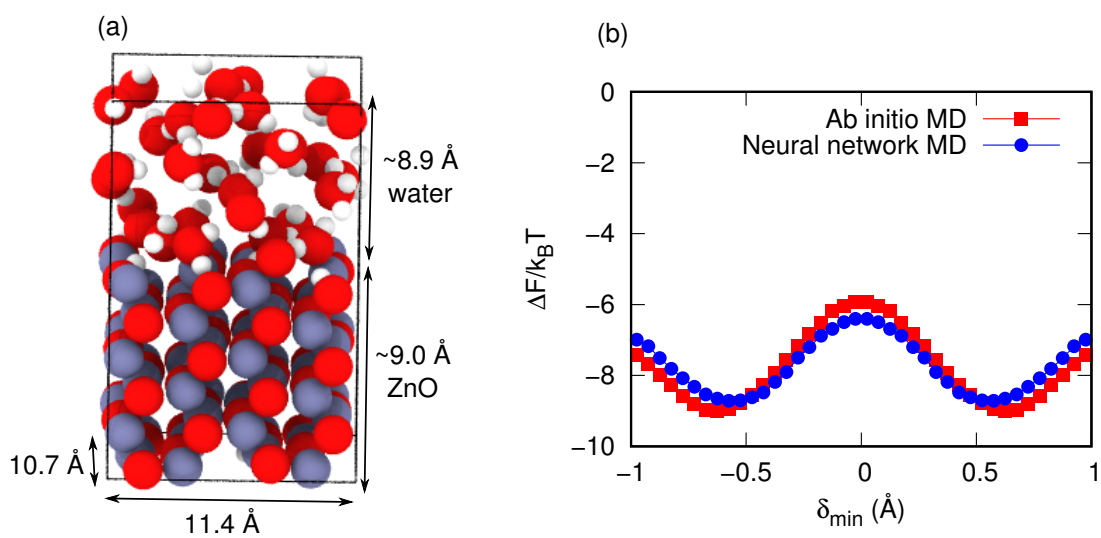 (a)
~8.9 Å
water
~9.0 Å
ZnO
10.7 Å
11.4 Å
(b)
Ab initio MD
Neural network MD
0
−2
−4
−6
−8
−10
ΔF/k_BT
−1
−0.5
0
0.5
1
δ_min (Å)